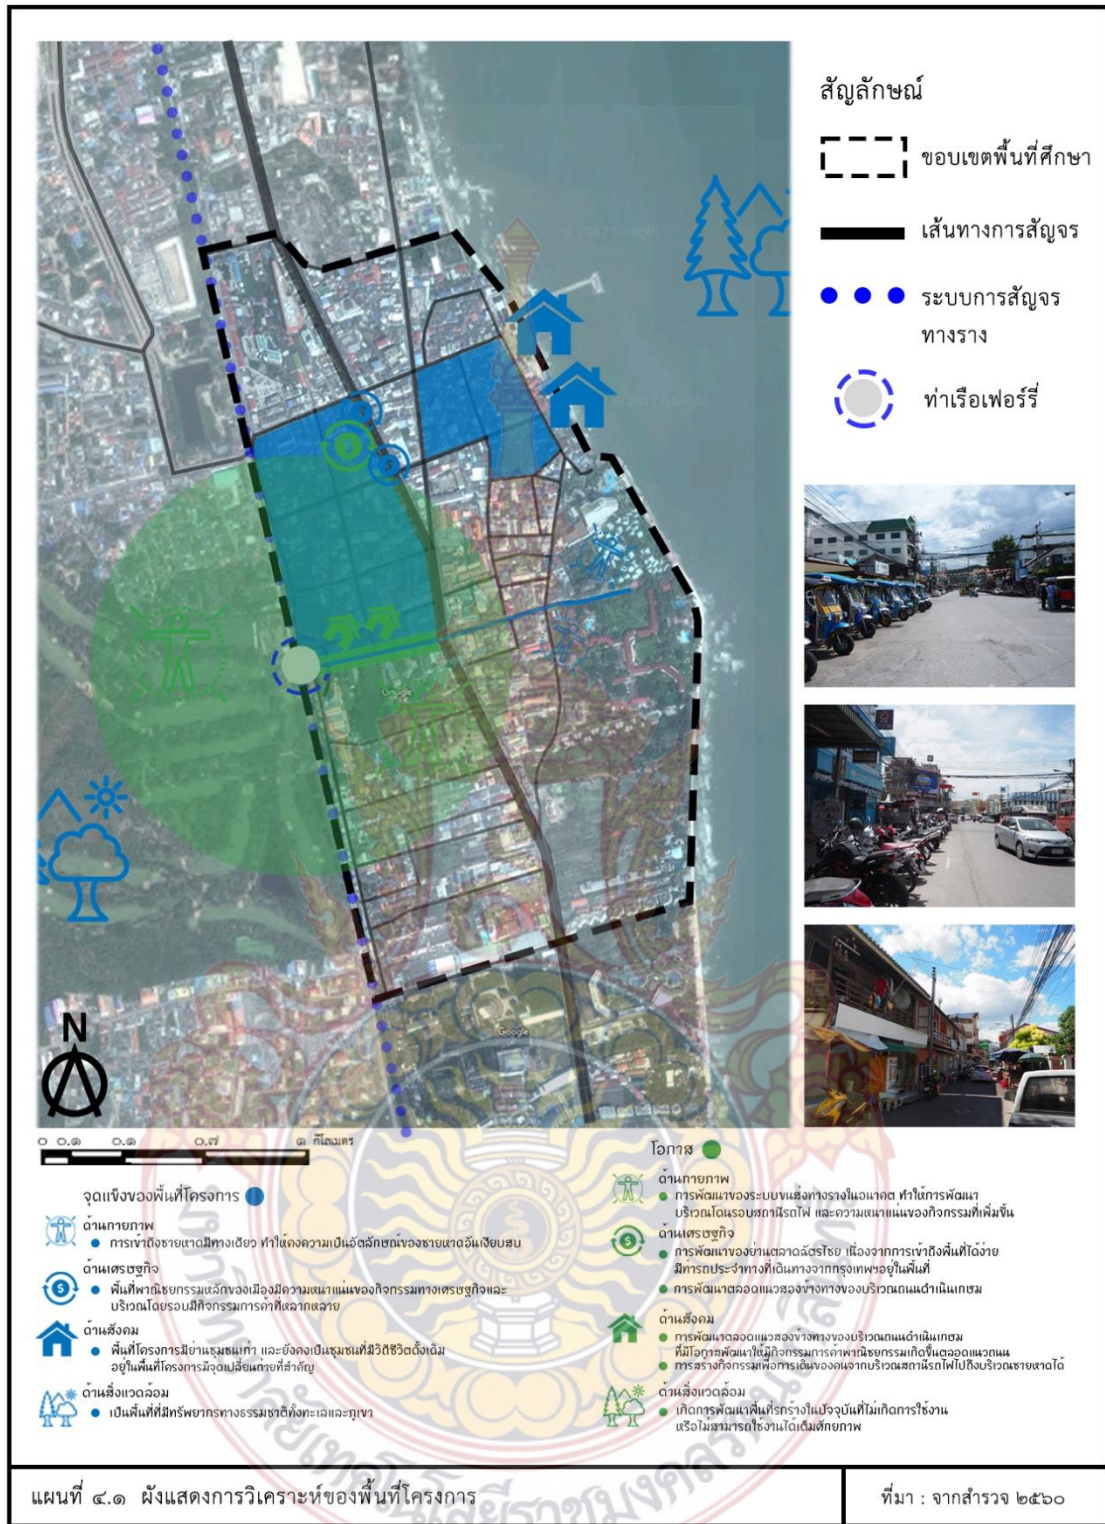 สัญลักษณ์
ขอบเขตพื้นที่ศึกษา
เส้นทางการสัญจร
ระบบการสัญจร
ทางราง
ท่าเรือเฟอร์รี่
Google
Google
N
๐ ๐.๑ ๐.๑ ๐.๗ ๑ กิโลเมตร
จุดแข็งของพื้นที่โครงการ
ด้านกายภาพ
การเข้าถึงชายหาดมีทางเดียว ทำให้คงความเป็นอัตลักษณ์ของชายหาดอันเงียบสงบ
ด้านเศรษฐกิจ
พื้นที่พาณิชยกรรมหลักของเมืองมีความหนาแน่นของกิจกรรมทางเศรษฐกิจและ
บริเวณโดยรอบมีกิจกรรมการค้าที่หลากหลาย
ด้านสังคม
พื้นที่โครงการมีย่านชุมชนเก่า และยังคงเป็นชุมชนที่มีวิถีชีวิตดั้งเดิม
อยู่ในพื้นที่โครงการมีจุดเปลี่ยนถ่ายที่สำคัญ
ด้านสิ่งแวดล้อม
เป็นพื้นที่ที่มีทรัพยากรทางธรรมชาติทั้งทะเลและภูเขา
โอกาส
ด้านกายภาพ
การพัฒนาของระบบขนส่งทางรางในอนาคต ทำให้การพัฒนา
บริเวณโดยรอบสถานีรถไฟ และความหนาแน่นของกิจกรรมที่เพิ่มขึ้น
ด้านเศรษฐกิจ
การพัฒนาของย่านตลาดฉัตรไชย เนื่องจากการเข้าถึงพื้นที่ได้ง่าย
มีท่ารถประจำทางที่เดินทางจากกรุงเทพฯอยู่ในพื้นที่
การพัฒนาตลอดแนวสองข้างทางของบริเวณถนนดำเนินเกษม
ด้านสังคม
การพัฒนาตลอดแนวสองข้างทางของบริเวณถนนดำเนินเกษม
ที่มีโอกาสพัฒนาให้มีกิจกรรมการค้าพาณิชยกรรมเกิดขึ้นตลอดแนวถนน
การสร้างกิจกรรมเพื่อการเดินของคนจากบริเวณสถานีรถไฟไปถึงบริเวณชายหาดได้
ด้านสิ่งแวดล้อม
เกิดการพัฒนาพื้นที่รกร้างในปัจจุบันที่ไม่เกิดการใช้งาน
หรือไม่สามารถใช้งานได้เต็มศักยภาพ
แผนที่ ๔.๑ ผังแสดงการวิเคราะห์ของพื้นที่โครงการ
ที่มา : จากสำรวจ ๒๕๖๐
มหาวิทยาลัยเทคโนโลยีราชมงคลรัตนโกสินทร์